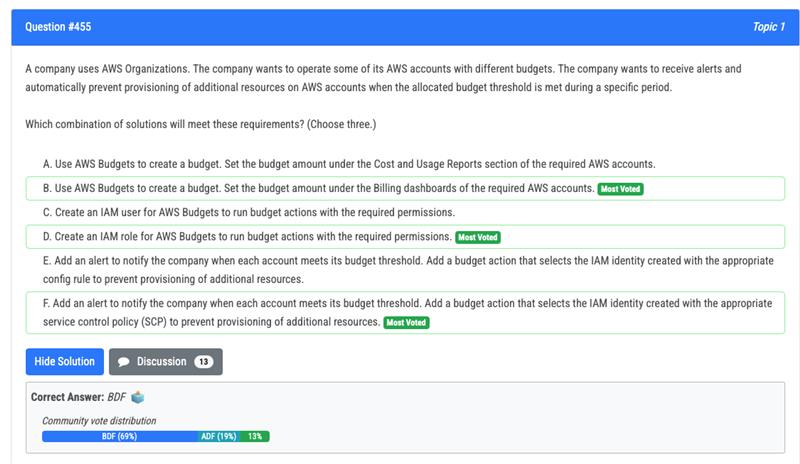 Question #455
Topic 1
A company uses AWS Organizations. The company wants to operate some of its AWS accounts with different budgets. The company wants to receive alerts and
automatically prevent provisioning of additional resources on AWS accounts when the allocated budget threshold is met during a specific period.
Which combination of solutions will meet these requirements? (Choose three.)
A. Use AWS Budgets to create a budget. Set the budget amount under the Cost and Usage Reports section of the required AWS accounts.
B. Use AWS Budgets to create a budget. Set the budget amount under the Billing dashboards of the required AWS accounts. Most Voted
C. Create an IAM user for AWS Budgets to run budget actions with the required permissions.
D. Create an IAM role for AWS Budgets to run budget actions with the required permissions. Most Voted
E. Add an alert to notify the company when each account meets its budget threshold. Add a budget action that selects the IAM identity created with the appropriate
config rule to prevent provisioning of additional resources.
F. Add an alert to notify the company when each account meets its budget threshold. Add a budget action that selects the IAM identity created with the appropriate
service control policy (SCP) to prevent provisioning of additional resources. Most Voted
Hide Solution
Discussion 13
Correct Answer: BDF
Community vote distribution
BDF (69%) ADF (19%) 13%